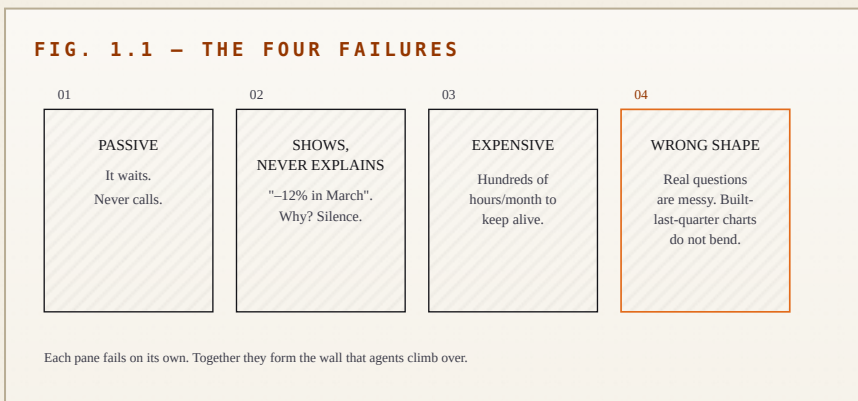 FIG. 1.1 — THE FOUR FAILURES
01
PASSIVE
It waits.
Never calls.
02
SHOWS,
NEVER EXPLAINS
"–12% in March".
Why? Silence.
03
EXPENSIVE
Hundreds of
hours/month to
keep alive.
04
WRONG SHAPE
Real questions
are messy. Built-
last-quarter charts
do not bend.
Each pane fails on its own. Together they form the wall that agents climb over.